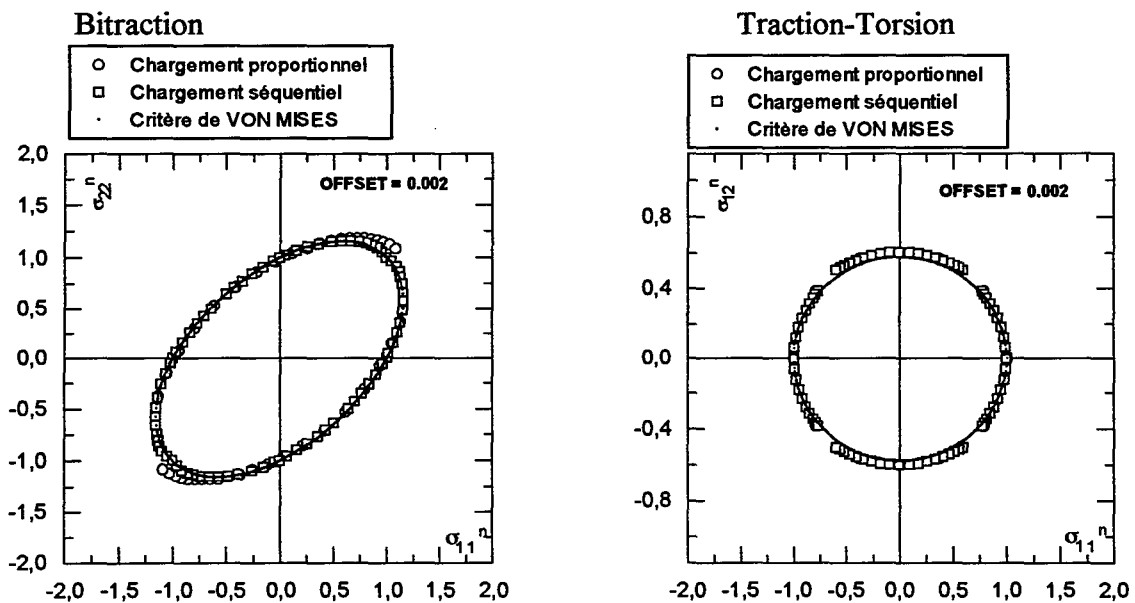 Bitraction
Chargement proportionnel
Chargement séquentiel
Critère de VON MISES
OFFSET = 0.002
σ22 n
2,0
1,5
1,0
0,5
0,0
-0,5
-1,0
-1,5
-2,0
σ11 n
-2,0 -1,5 -1,0 -0,5 0,0 0,5 1,0 1,5 2,0
Traction-Torsion
Chargement proportionnel
Chargement séquentiel
Critère de VON MISES
OFFSET = 0.002
σ12 n
0,8
0,4
0,0
-0,4
-0,8
σ11 n
-2,0 -1,5 -1,0 -0,5 0,0 0,5 1,0 1,5 2,0